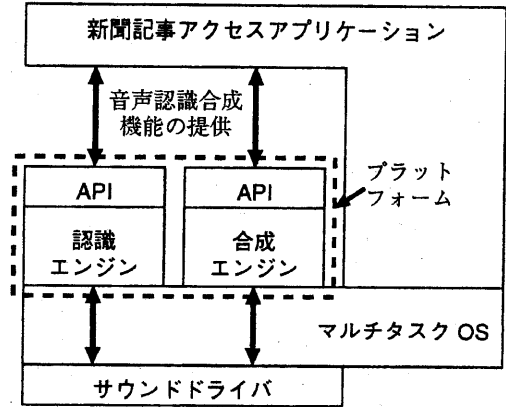 新聞記事アクセスアプリケーション
音声認識合成
機能の提供
プラット
フォーム
API
API
認識
エンジン
合成
エンジン
マルチタスク OS
サウンドドライバ